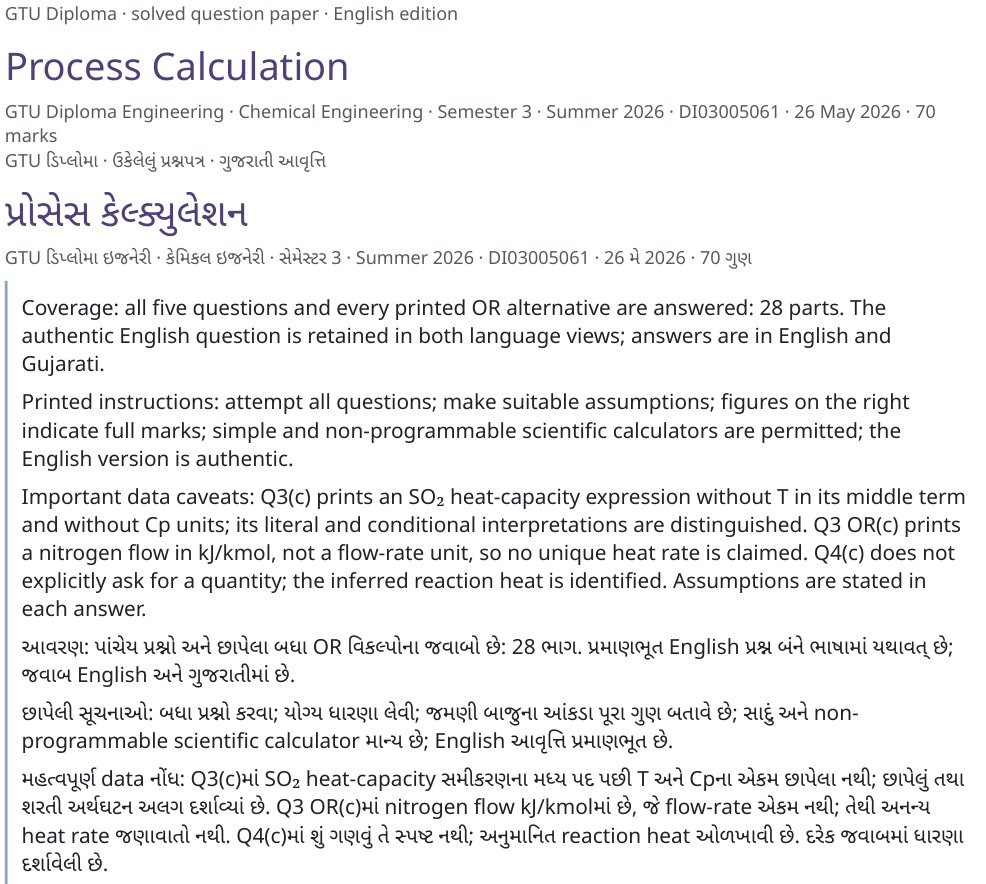 GTU Diploma · solved question paper · English edition
Process Calculation
GTU Diploma Engineering · Chemical Engineering · Semester 3 · Summer 2026 · DI03005061 · 26 May 2026 · 70
marks
GTU ડિપ્લોમા · ઉકેલેલું પ્રશ્નપત્ર · ગુજરાતી આવૃત્તિ
પ્રોસેસ કેલ્ક્યુલેશન
GTU ડિપ્લોમા ઇજનેરી · કેમિકલ ઇજનેરી · સેમેસ્ટર 3 · Summer 2026 · DI03005061 · 26 મે 2026 · 70 ગુણ
Coverage: all five questions and every printed OR alternative are answered: 28 parts. The
authentic English question is retained in both language views; answers are in English and
Gujarati.
Printed instructions: attempt all questions; make suitable assumptions; figures on the right
indicate full marks; simple and non-programmable scientific calculators are permitted; the
English version is authentic.
Important data caveats: Q3(c) prints an SO₂ heat-capacity expression without T in its middle term
and without Cp units; its literal and conditional interpretations are distinguished. Q3 OR(c) prints
a nitrogen flow in kJ/kmol, not a flow-rate unit, so no unique heat rate is claimed. Q4(c) does not
explicitly ask for a quantity; the inferred reaction heat is identified. Assumptions are stated in
each answer.
આવરણ: પાંચેય પ્રશ્નો અને છાપેલા બધા OR વિકલ્પોના જવાબો છે: 28 ભાગ. પ્રમાણભૂત English પ્રશ્ન બંને ભાષામાં યથાવત્ છે;
જવાબ English અને ગુજરાતીમાં છે.
છાપેલી સૂચનાઓ: બધા પ્રશ્નો કરવા; યોગ્ય ધારણા લેવી; જમણી બાજુના આંકડા પૂરા ગુણ બતાવે છે; સાદું અને non-
programmable scientific calculator માન્ય છે; English આવૃત્તિ પ્રમાણભૂત છે.
મહત્વપૂર્ણ data નોંધ: Q3(c)માં SO₂ heat-capacity સમીકરણના મધ્ય પદ પછી T અને Cpના એકમ છાપેલા નથી; છાપેલું તથા
શરતી અર્થઘટન અલગ દર્શાવ્યાં છે. Q3 OR(c)માં nitrogen flow kJ/kmolમાં છે, જે flow-rate એકમ નથી; તેથી અનન્ય
heat rate જણાવાતો નથી. Q4(c)માં શું ગણવું તે સ્પષ્ટ નથી; અનુમાનિત reaction heat ઓળખાવી છે. દરેક જવાબમાં ધારણા
દર્શાવેલી છે.